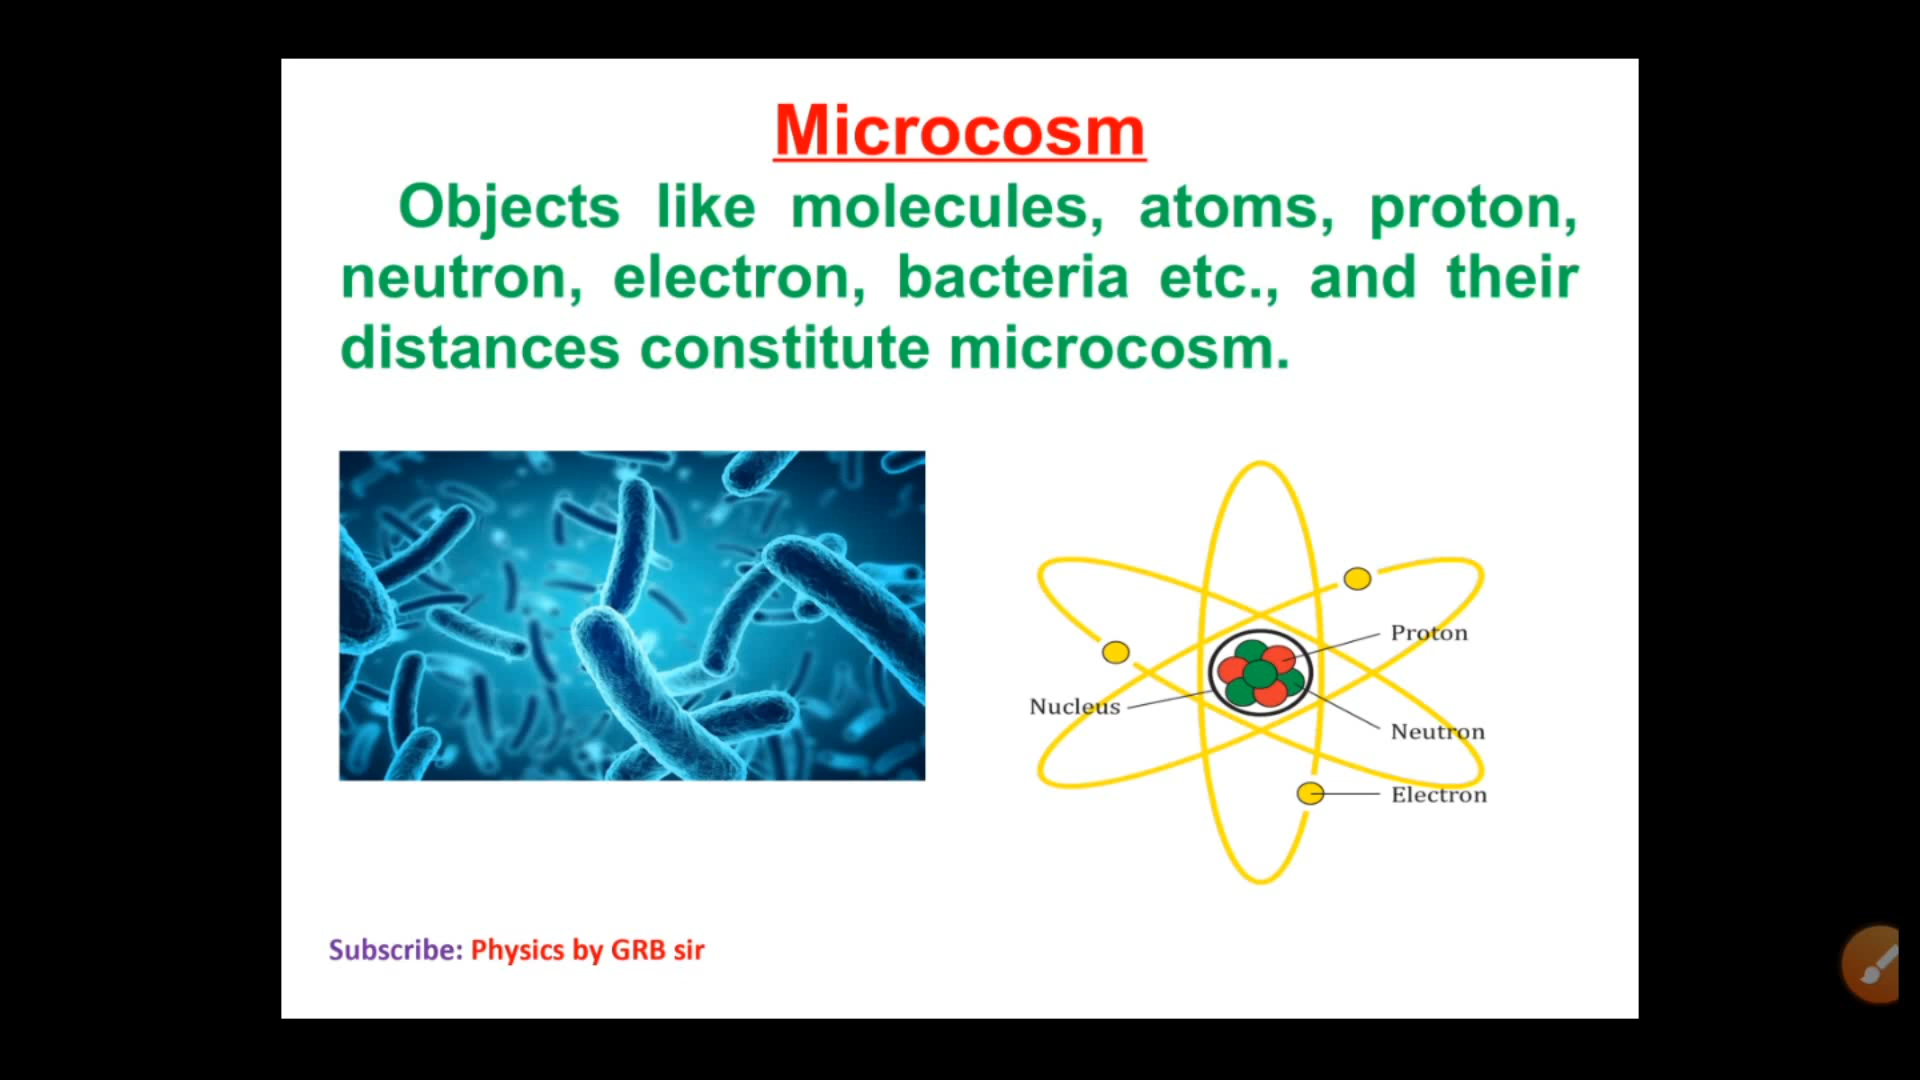 Microcosm
Objects like molecules, atoms, proton,
neutron, electron, bacteria etc., and their
distances constitute microcosm.
Proton
Nucleus
Neutron
Electron
Subscribe: Physics by GRB sir